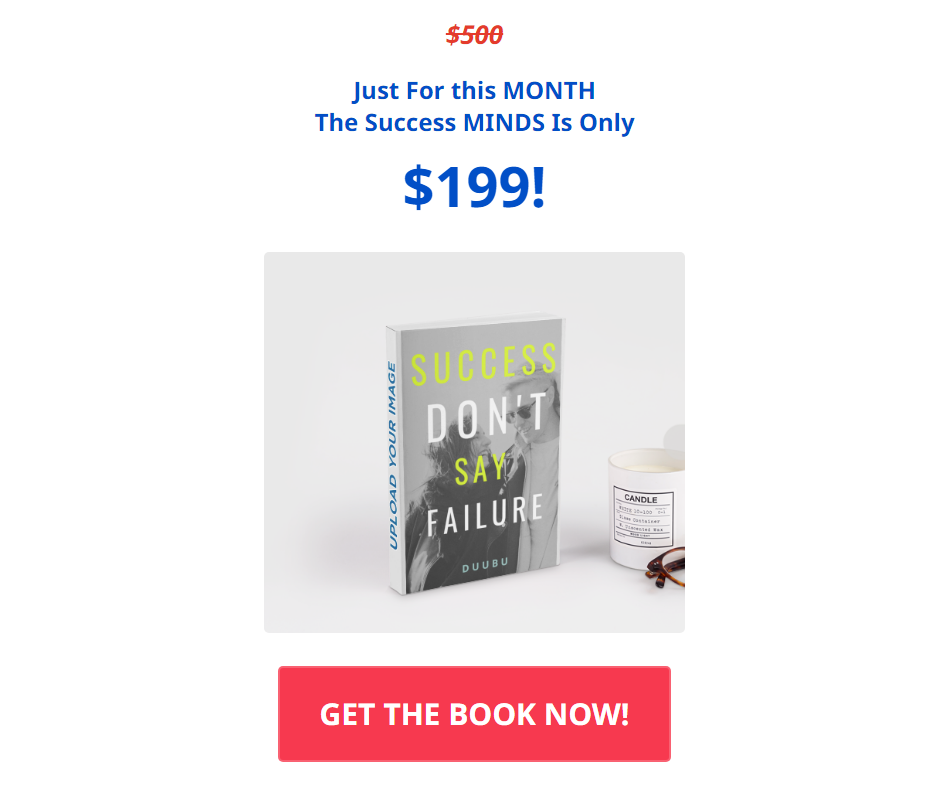 $500
Just For this MONTH
The Success MINDS Is Only
$199!
UPLOAD YOUR IMAGE
SUCCESS
DON'T
SAY
FAILURE
DUUBU
CANDLE
GET THE BOOK NOW!